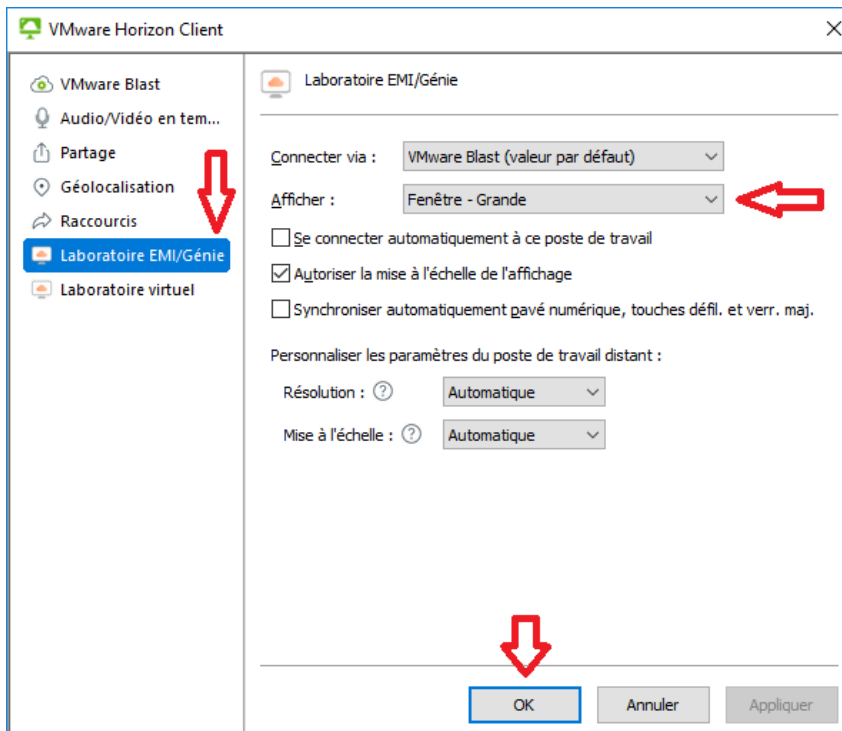 VMware Horizon Client
VMware Blast
Audio/Vidéo en tem...
Partage
Géolocalisation
Raccourcis
Laboratoire EMI/Génie
Laboratoire virtuel
Laboratoire EMI/Génie
Connecter via : VMware Blast (valeur par défaut)
Afficher : Fenêtre - Grande
Se connecter automatiquement à ce poste de travail
Autoriser la mise à l'échelle de l'affichage
Synchroniser automatiquement pavé numérique, touches défil. et verr. maj.
Personnaliser les paramètres du poste de travail distant :
Résolution : ? Automatique
Mise à l'échelle : ? Automatique
OK Annuler Appliquer